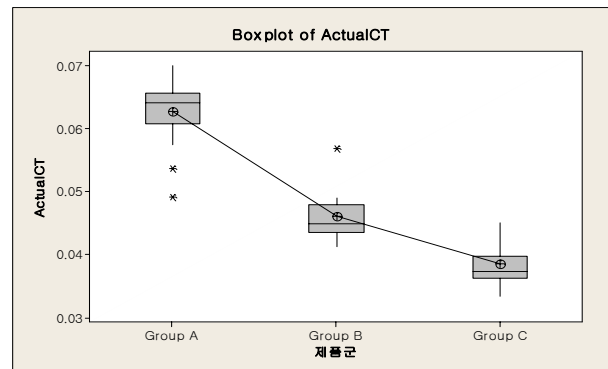 Boxplot of ActualCT
0.07
0.06
0.05
0.04
0.03
ActualCT
Group A
Group B
Group C
제품군